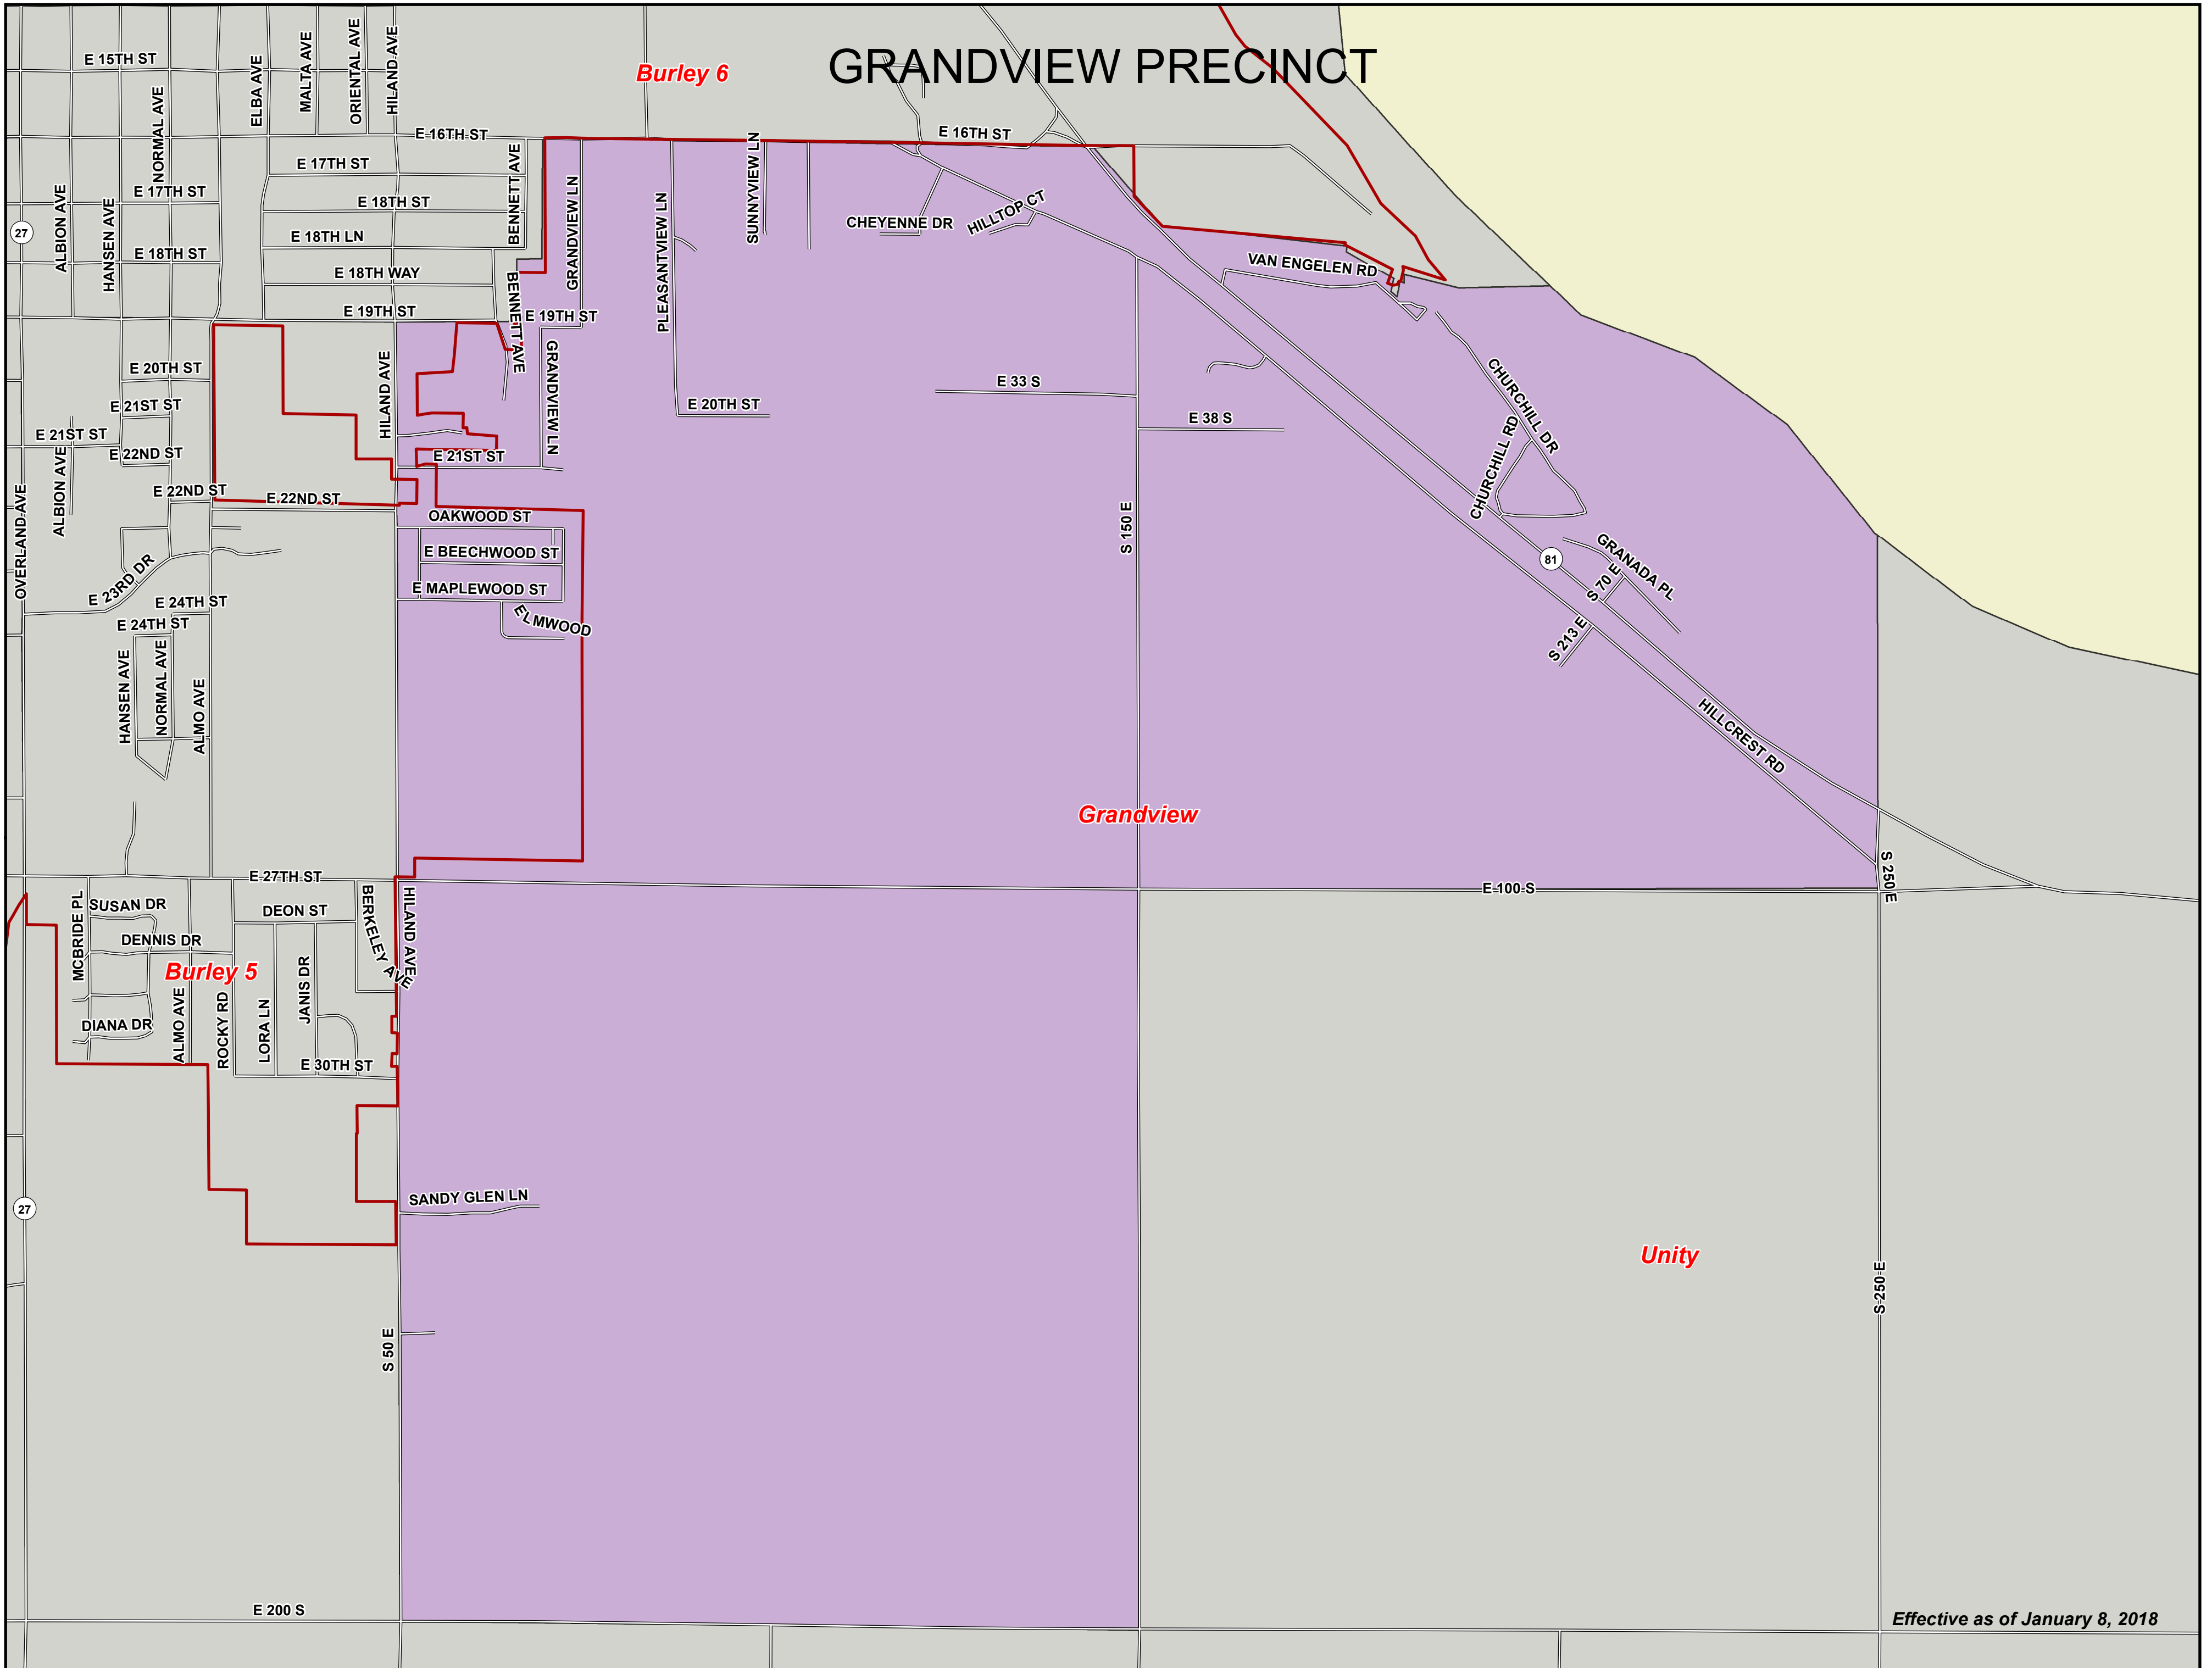 GRANDVIEW PRECINCT
Burley 6
E 15TH ST
ELBA AVE
MALTA AVE
ORIENTAL AVE
HILAND AVE
NORMAL AVE
E 16TH ST
E 16TH ST
E 17TH ST
BENNETT AVE
SUNNYVIEW LN
ALBION AVE
HANSEN AVE
E 17TH ST
E 18TH ST
GRANDVIEW LN
PLEASANTVIEW LN
CHEYENNE DR
HILLTOP CT
27
E 18TH LN
E 18TH ST
E 18TH WAY
VAN ENGELEN RD
E 19TH ST
BENNETT AVE
E 19TH ST
HILAND AVE
GRANDVIEW LN
E 20TH ST
E 33 S
CHURCHILL DR
E 21ST ST
E 20TH ST
E 38 S
E 21ST ST
E 22ND ST
E 21ST ST
CHURCHILL RD
ALBION AVE
E 22ND ST
E 22ND ST
OVERLAND AVE
OAKWOOD ST
S 150 E
E BEECHWOOD ST
81
GRANADA PL
E 23RD DR
E MAPLEWOOD ST
S 70 E
E 24TH ST
ELMWOOD
E 24TH ST
S 213 E
HANSEN AVE
NORMAL AVE
ALMO AVE
HILLCREST RD
Grandview
E 27TH ST
E 100 S
S 250 E
MCBRIDE PL
SUSAN DR
DEON ST
BERKELEY AVE
HILAND AVE
DENNIS DR
Burley 5
JANIS DR
ALMO AVE
ROCKY RD
LORA LN
DIANA DR
E 30TH ST
SANDY GLEN LN
27
Unity
S 250 E
S 50 E
E 200 S
Effective as of January 8, 2018